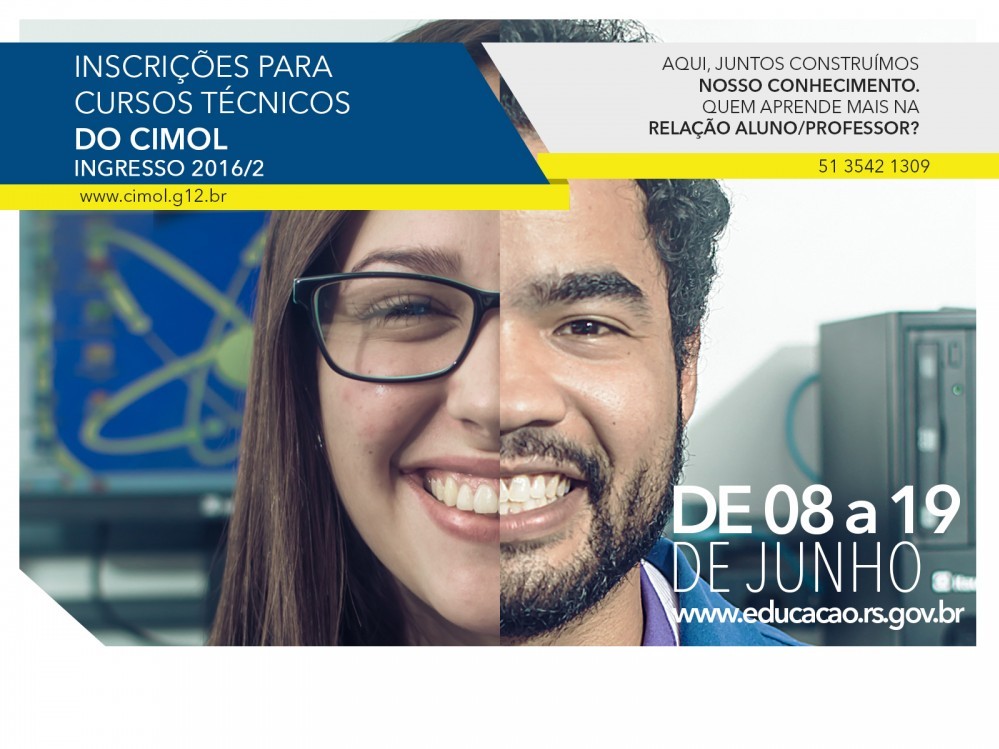 INSCRIÇÕES PARA
CURSOS TÉCNICOS
DO CIMOL
INGRESSO 2016/2
www.cimol.g12.br
AQUI, JUNTOS CONSTRUÍMOS
NOSSO CONHECIMENTO.
QUEM APRENDE MAIS NA
RELAÇÃO ALUNO/PROFESSOR?
51 3542 1309
DE 08 a 19
DE JUNHO
www.educacao.rs.gov.br